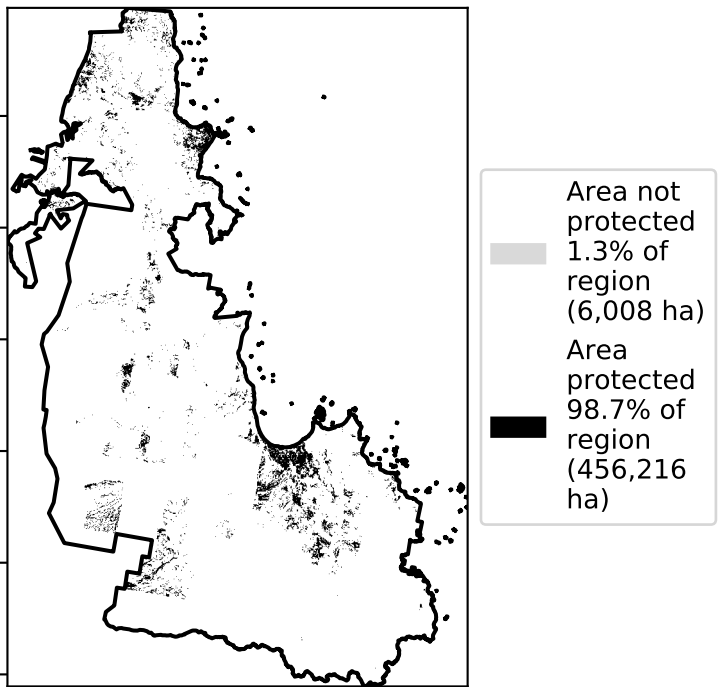 Area not
protected
1.3% of
region
(6,008 ha)
Area
protected
98.7% of
region
(456,216
ha)